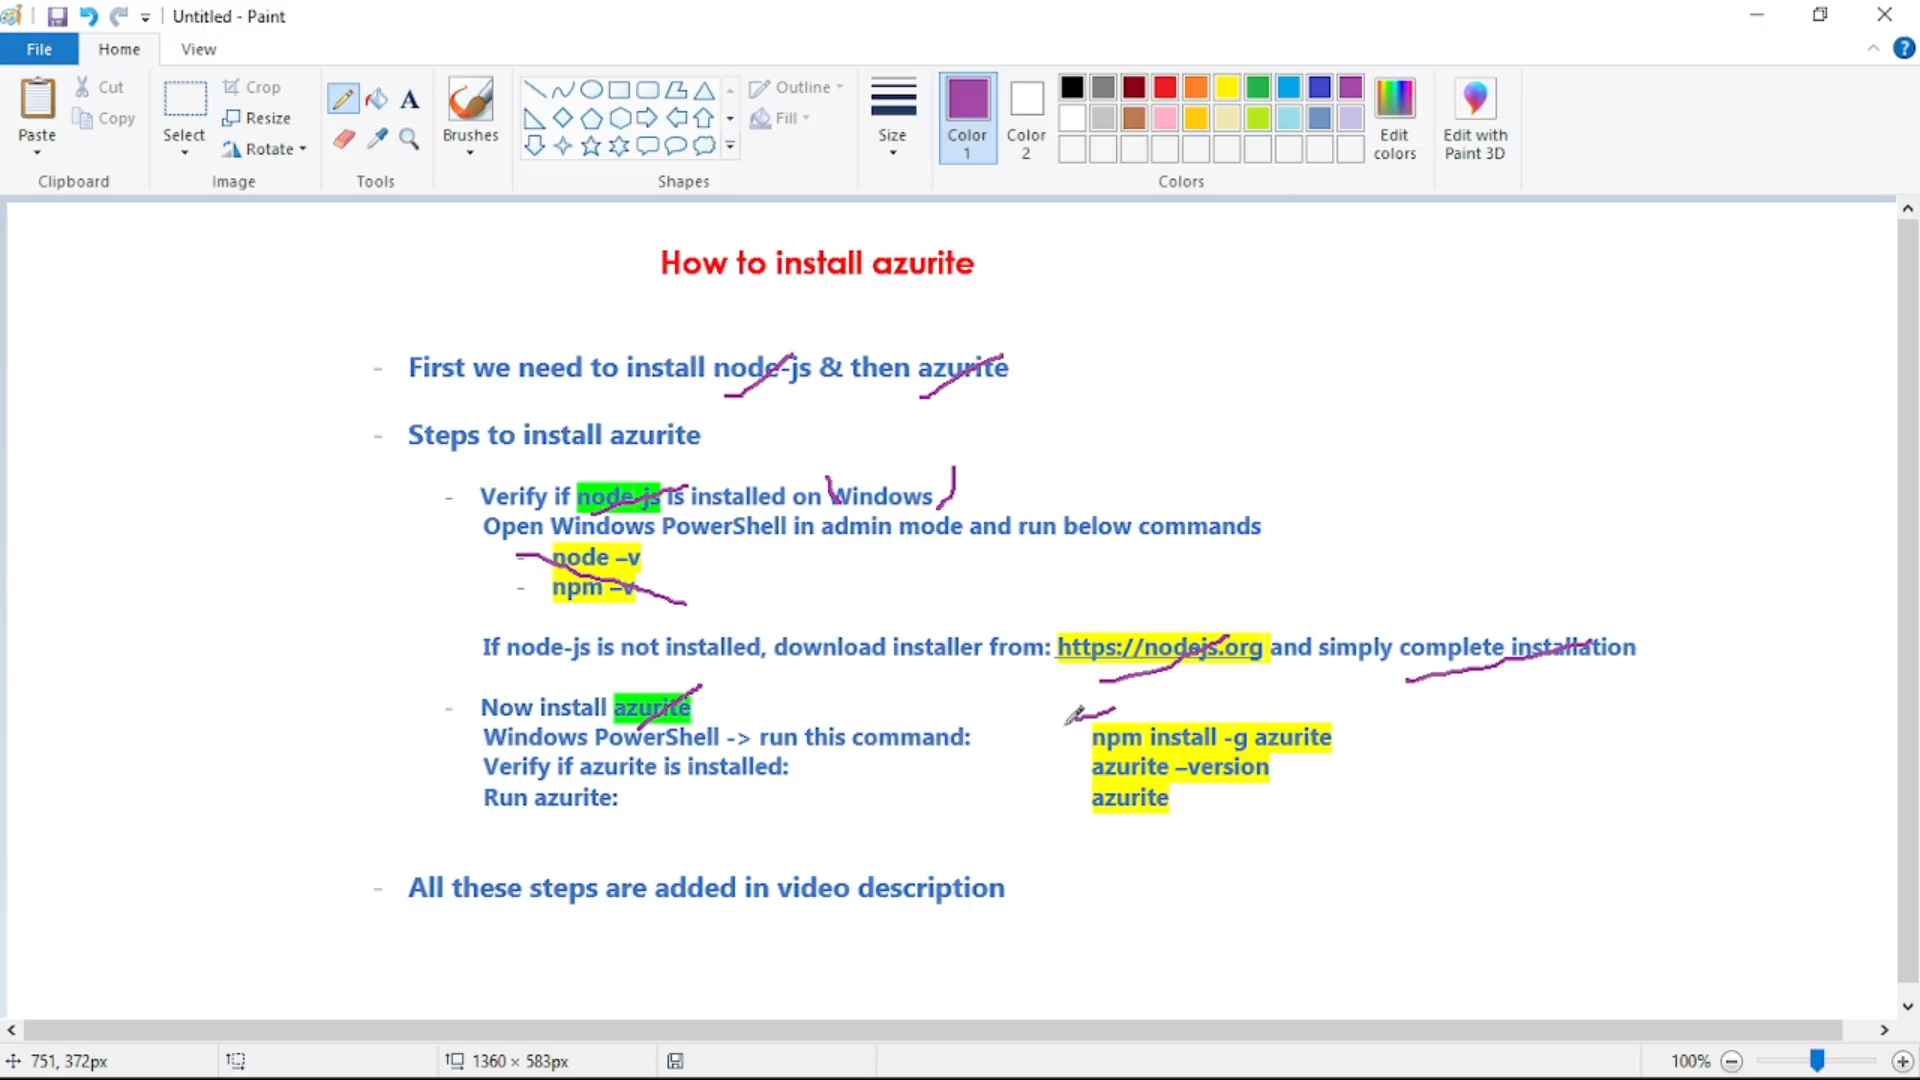 Untitled - Paint
File Home View
Paste
Cut
Copy
Clipboard
Select
Crop
Resize
Rotate
Image
A
Tools
Brushes
Shapes
Outline
Fill
Size
Color 1
Color 2
Colors
Edit colors
Edit with Paint 3D
How to install azurite
- First we need to install node-js & then azurite
- Steps to install azurite
- Verify if node-js is installed on Windows
Open Windows PowerShell in admin mode and run below commands
- node –v
- npm –v
If node-js is not installed, download installer from: https://nodejs.org and simply complete installation
- Now install azurite
Windows PowerShell -> run this command: npm install -g azurite
Verify if azurite is installed: azurite –version
Run azurite: azurite
- All these steps are added in video description
751, 372px 1360 × 583px 100%